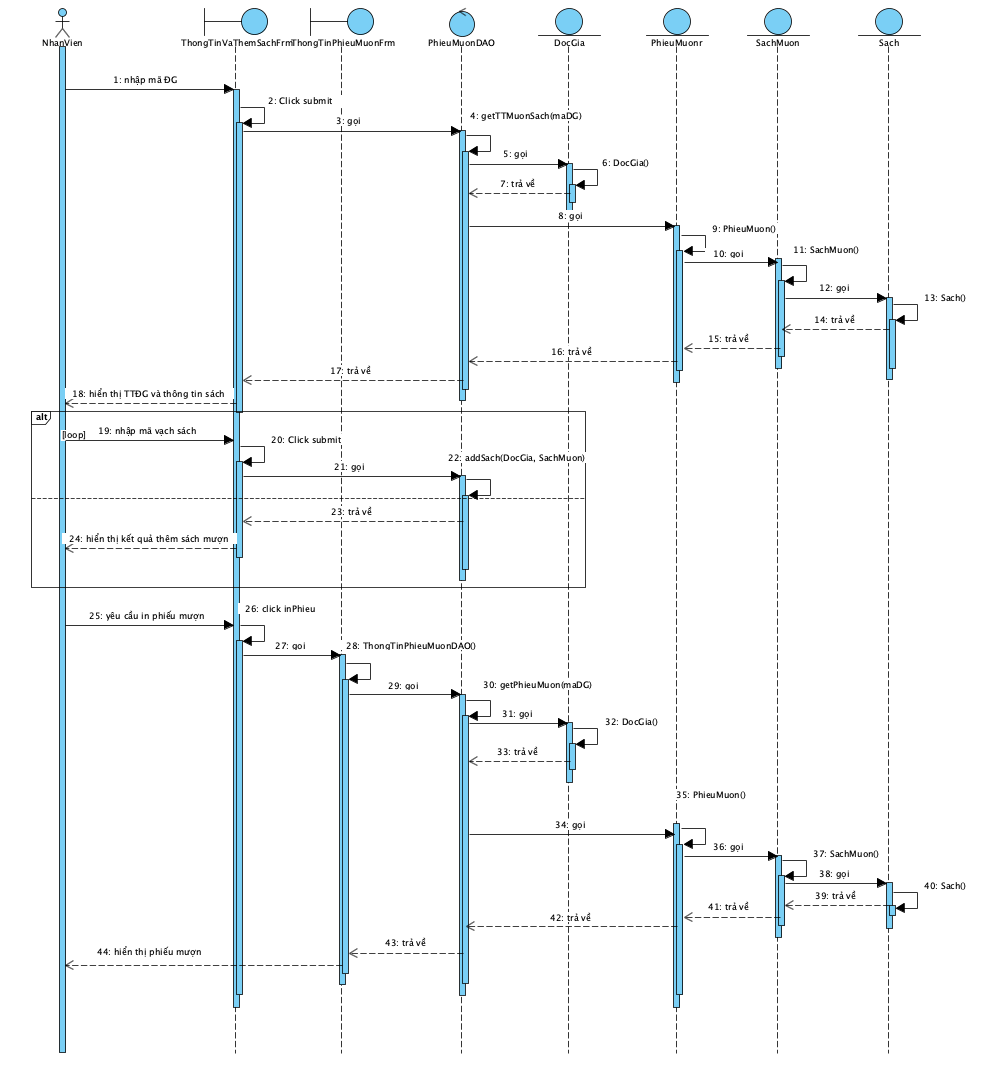 NhanVien
ThongTinVaThemSachFrm
ThongTinPhieuMuonFrm
PhieuMuonDAO
DocGia
PhieuMuonr
SachMuon
Sach
1: nhập mã ĐG
2: Click submit
3: gọi
4: getTTMuonSach(maDG)
5: gọi
6: DocGia()
7: trả về
8: gọi
9: PhieuMuon()
10: gọi
11: SachMuon()
12: gọi
13: Sach()
14: trả về
15: trả về
16: trả về
17: trả về
18: hiển thị TTĐG và thông tin sách
alt
[loop]
19: nhập mã vạch sách
20: Click submit
21: gọi
22: addSach(DocGia, SachMuon)
23: trả về
24: hiển thị kết quả thêm sách mượn
25: yêu cầu in phiếu mượn
26: click inPhieu
27: gọi
28: ThongTinPhieuMuonDAO()
29: gọi
30: getPhieuMuon(maDG)
31: gọi
32: DocGia()
33: trả về
34: gọi
35: PhieuMuon()
36: gọi
37: SachMuon()
38: gọi
39: trả về
40: Sach()
41: trả về
42: trả về
43: trả về
44: hiển thị phiếu mượn